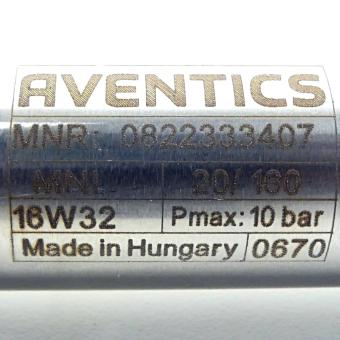 AVENTICS
MNR: 0822333407
MNI 20/ 160
16W32 Pmax: 10 bar
Made in Hungary 0670